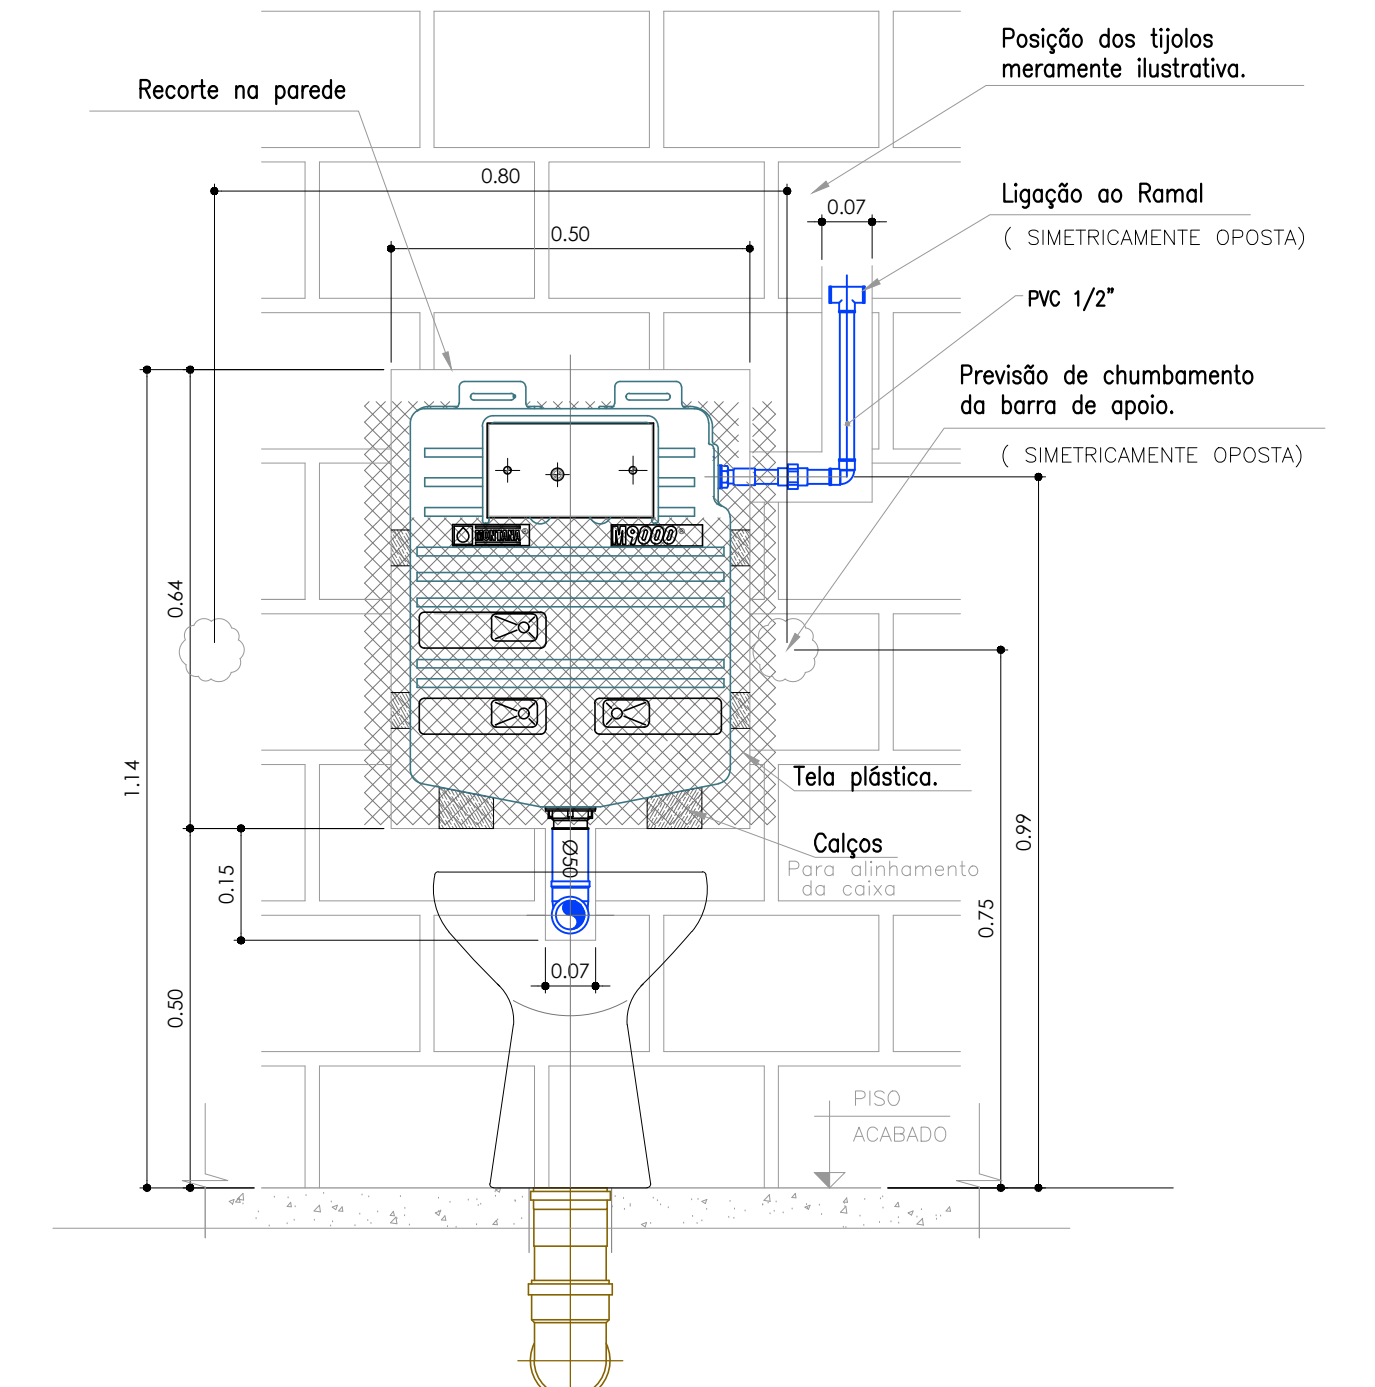 Posição dos tijolos
meramente ilustrativa.
Recorte na parede
0.80
Ligação ao Ramal
( SIMETRICAMENTE OPOSTA)
0.07
0.50
PVC 1/2"
Previsão de chumbamento
da barra de apoio.
( SIMETRICAMENTE OPOSTA)
MONTANA®
M9000®
0.64
1.14
Tela plástica.
Calços
Para alinhamento
da caixa
0.99
Ø50
0.15
0.75
0.07
0.50
PISO
ACABADO